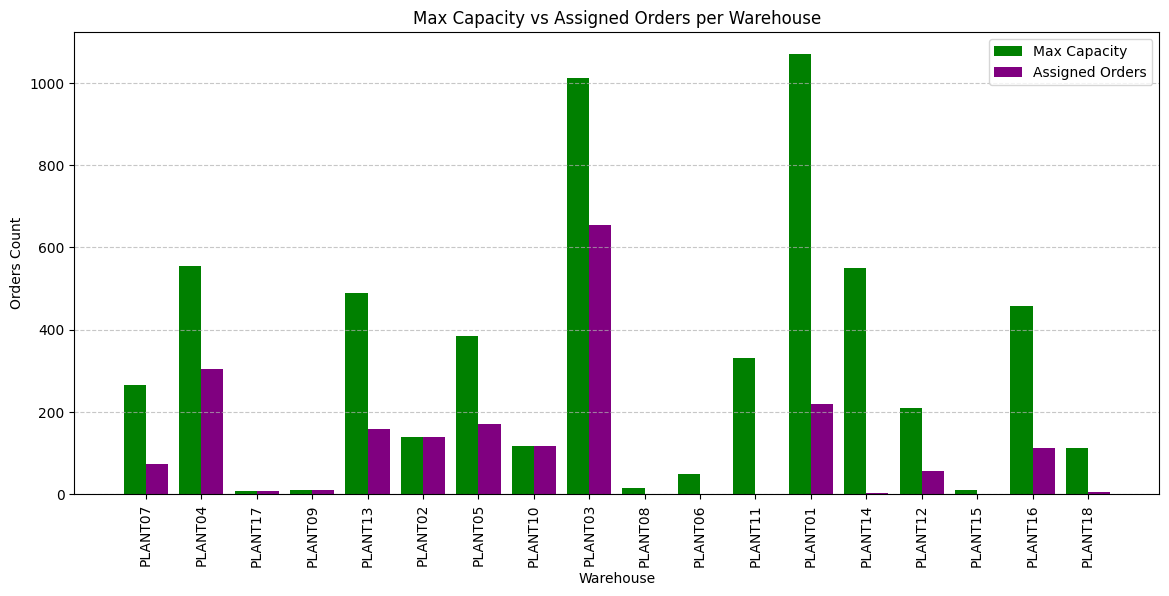 Max Capacity vs Assigned Orders per Warehouse
Max Capacity
Assigned Orders
Orders Count
1000
800
600
400
200
0
PLANT07
PLANT04
PLANT17
PLANT09
PLANT13
PLANT02
PLANT05
PLANT10
PLANT03
PLANT08
PLANT06
PLANT11
PLANT01
PLANT14
PLANT12
PLANT15
PLANT16
PLANT18
Warehouse